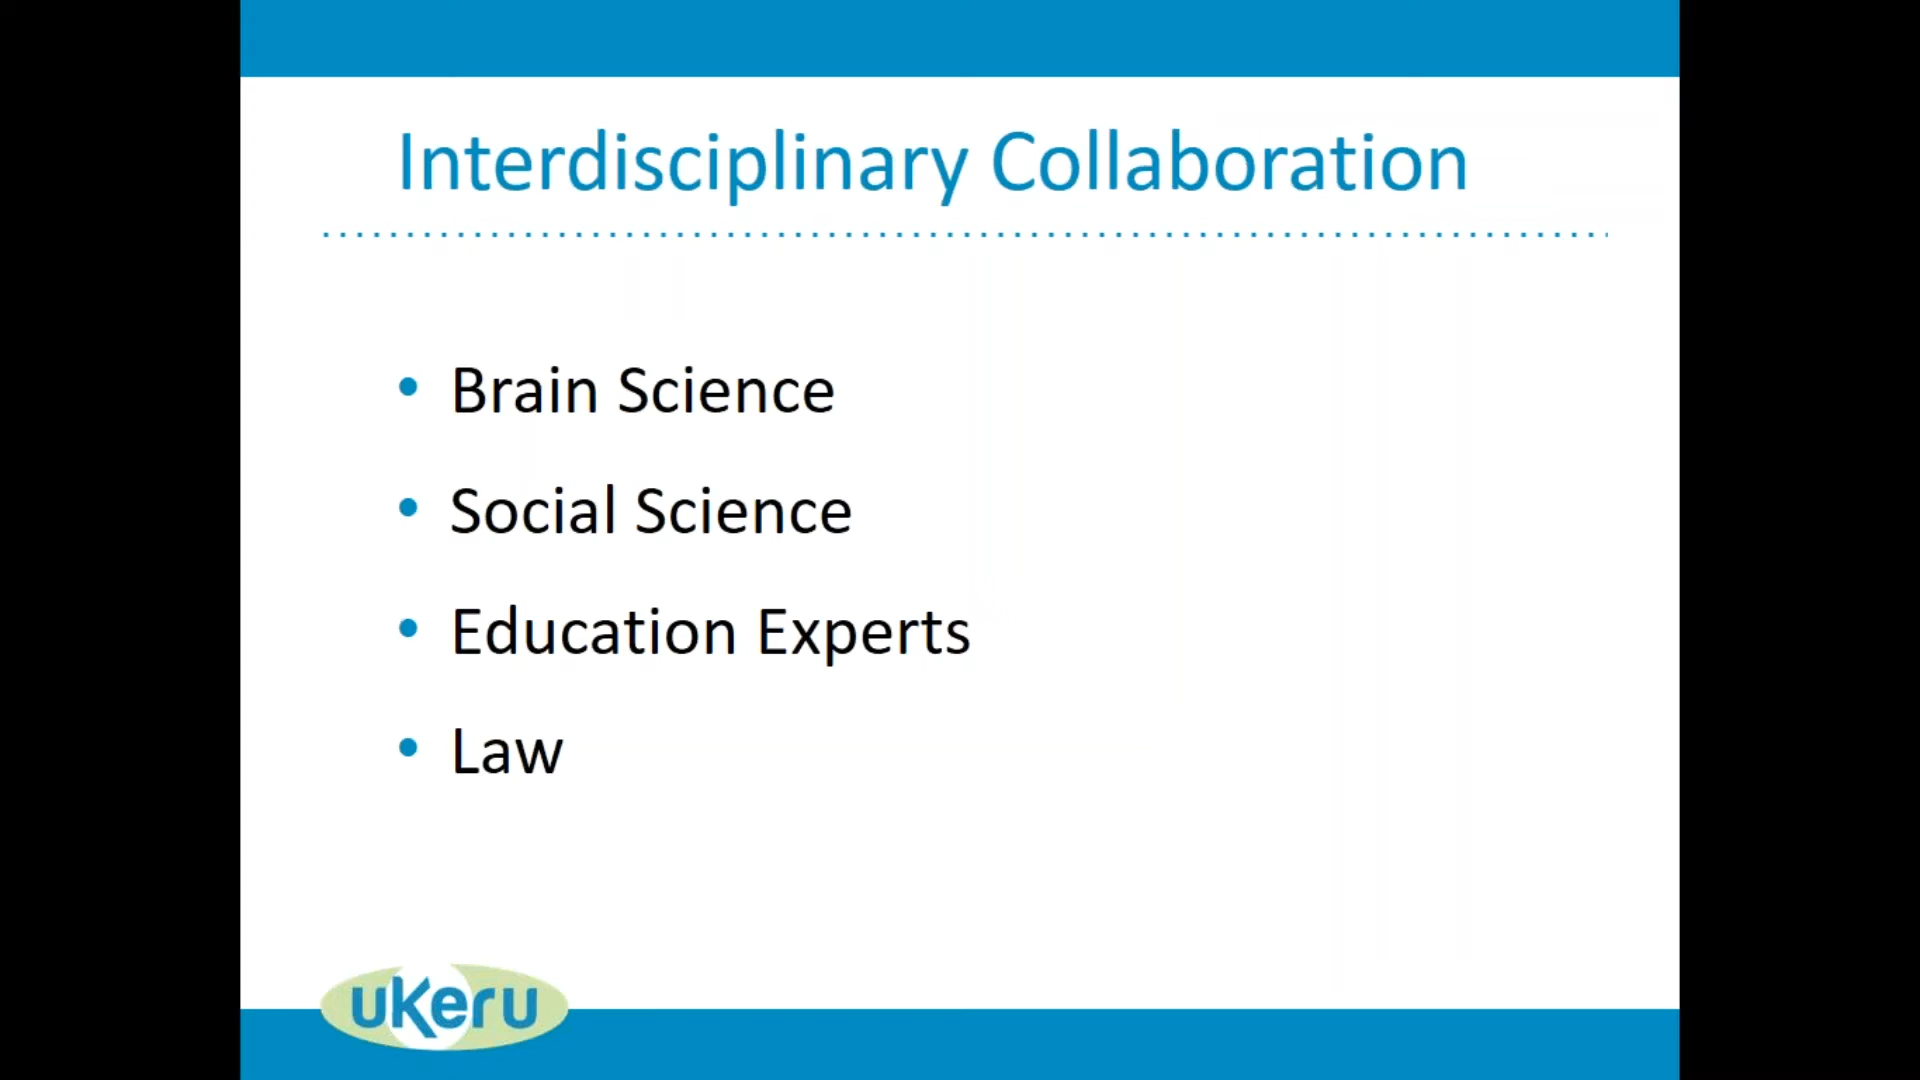 Interdisciplinary Collaboration
• Brain Science
• Social Science
• Education Experts
• Law
uKeru